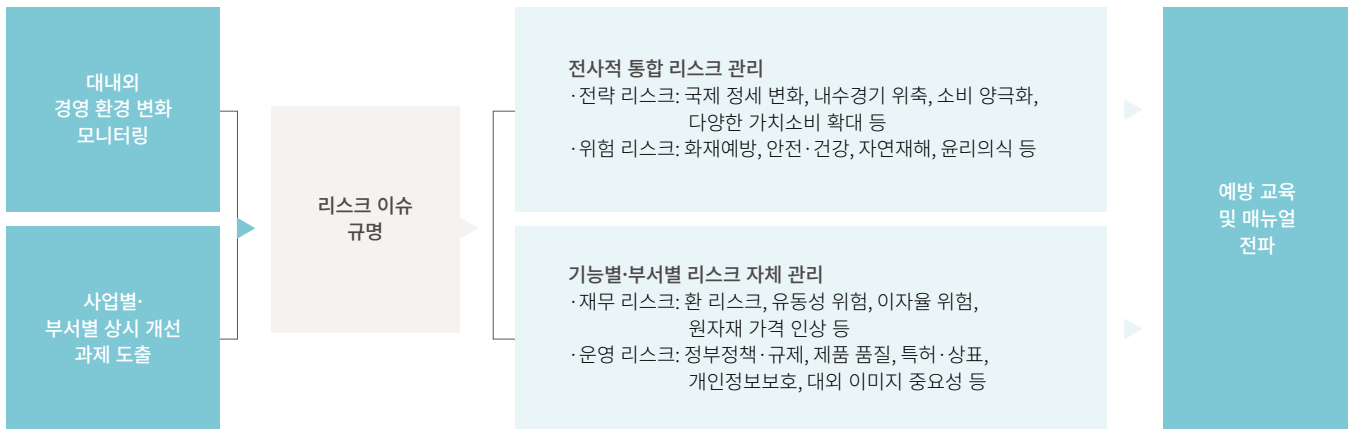 대내외
경영 환경 변화
모니터링
사업별·
부서별 상시 개선
과제 도출
리스크 이슈
규명
전사적 통합 리스크 관리
·전략 리스크: 국제 정세 변화, 내수경기 위축, 소비 양극화,
다양한 가치소비 확대 등
·위험 리스크: 화재예방, 안전·건강, 자연재해, 윤리의식 등
기능별·부서별 리스크 자체 관리
·재무 리스크: 환 리스크, 유동성 위험, 이자율 위험,
원자재 가격 인상 등
·운영 리스크: 정부정책·규제, 제품 품질, 특허·상표,
개인정보보호, 대외 이미지 중요성 등
예방 교육
및 매뉴얼
전파